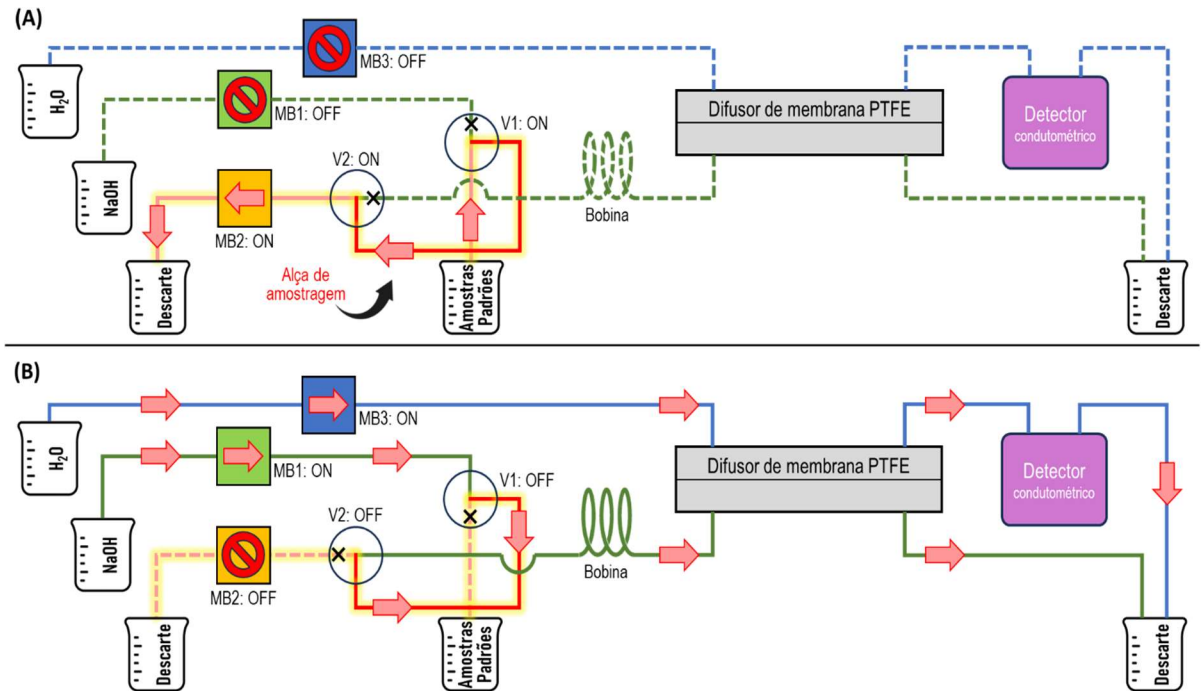 (A)
H₂O
MB3: OFF
MB1: OFF
NaOH
V1: ON
V2: ON
MB2: ON
Descarte
Alça de
amostragem
Amostras
Padrões
Bobina
Difusor de membrana PTFE
Detector
condutométrico
Descarte
(B)
H₂O
MB3: ON
MB1: ON
NaOH
V1: OFF
V2: OFF
MB2: OFF
Descarte
Amostras
Padrões
Bobina
Difusor de membrana PTFE
Detector
condutométrico
Descarte